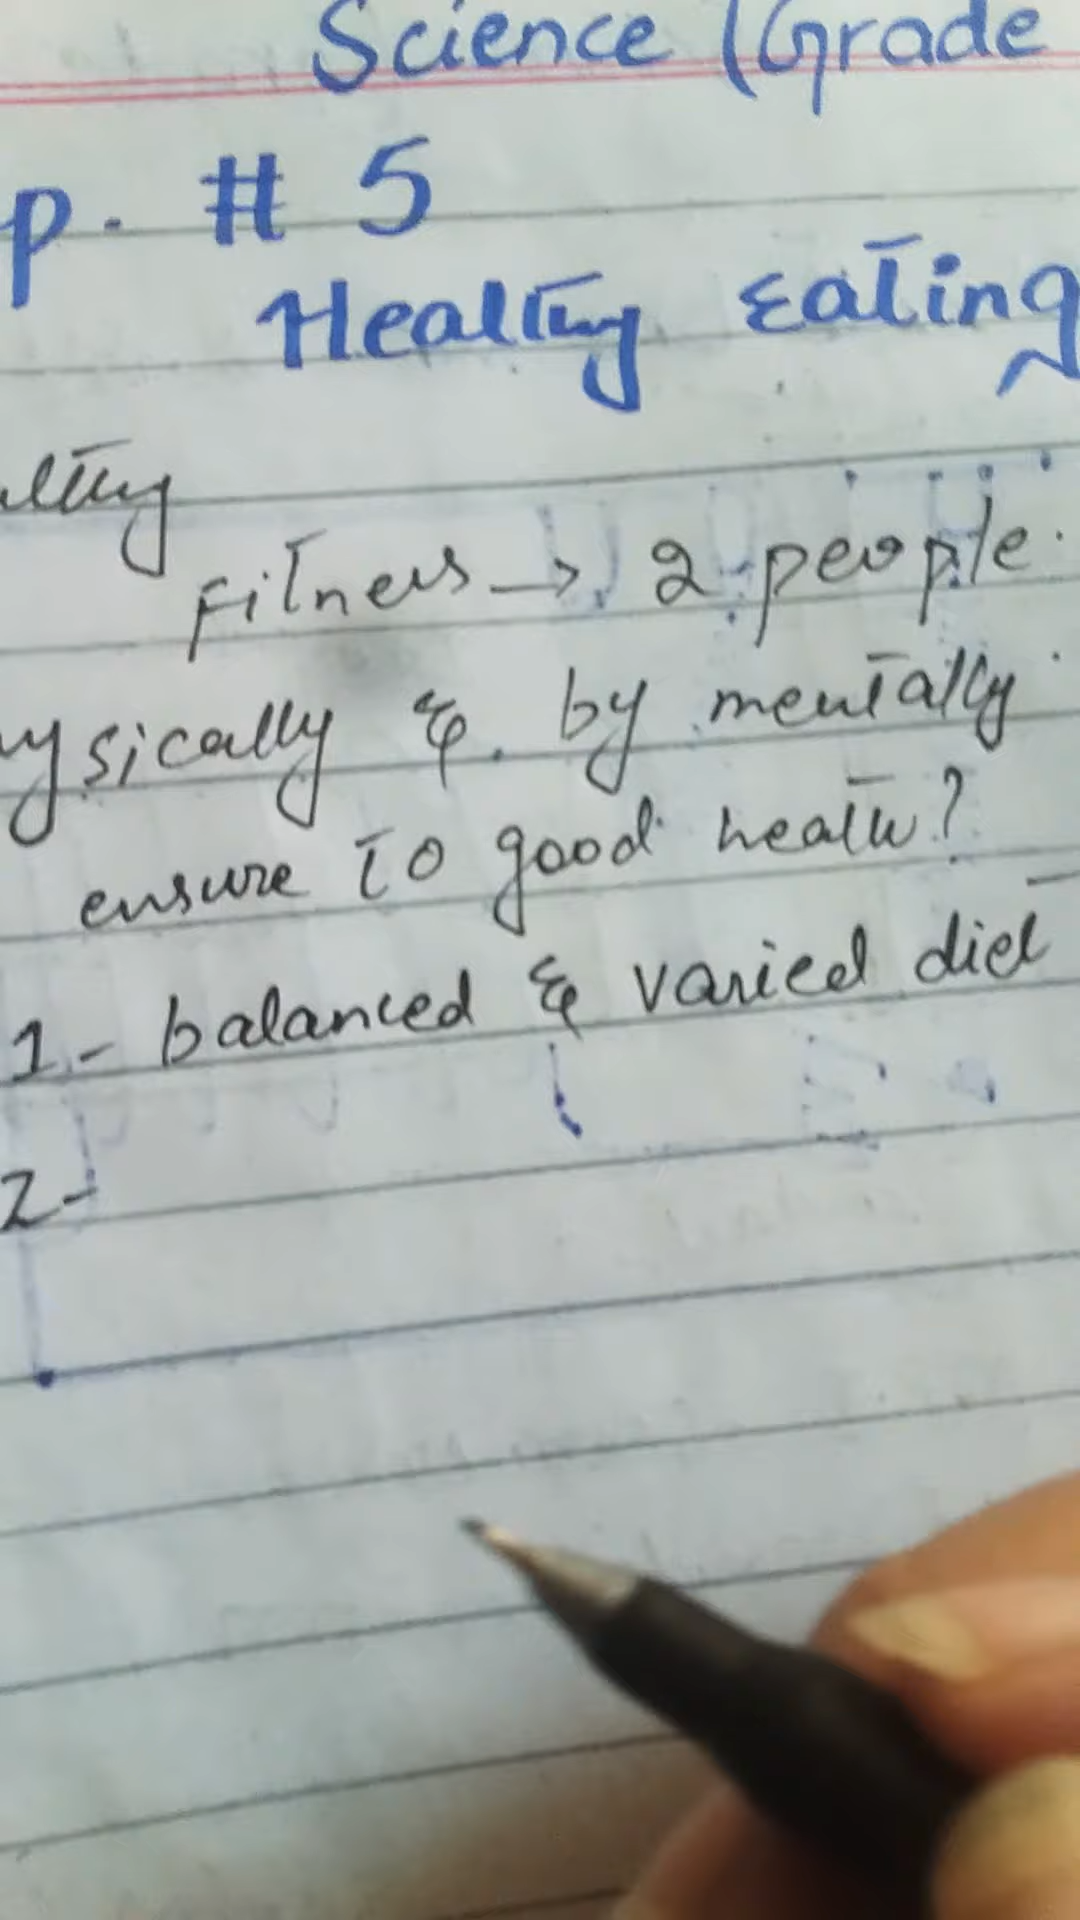 Science (Grade
p. # 5
Healthy Eating
althy
Fitness → 2 people.
ysically & by mentally
ensure to good health?
1- balanced & varied diet
2-